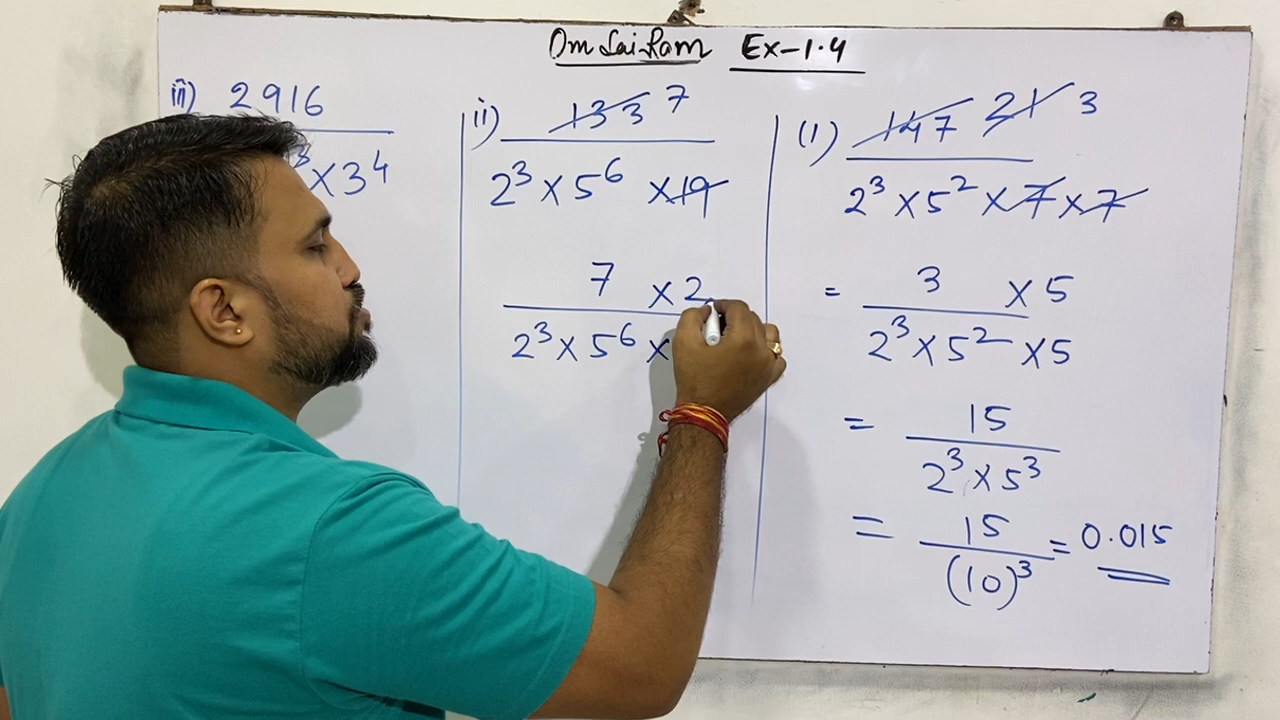 Om Sai Ram Ex-1.4
iii) 2916
3 × 3⁴
ii) 133 7
2³ × 5⁶ × 19
7 × 2
2³ × 5⁶ ×
(i) 147 21 3
2³ × 5² × 7 × 7
= 3 × 5
2³ × 5² × 5
= 15
2³ × 5³
= 15 = 0.015
(10)³